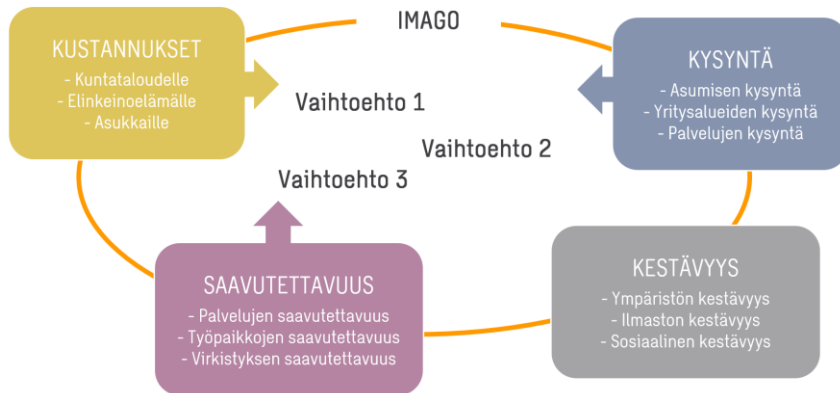 IMAGO
KUSTANNUKSET
- Kuntataloudelle
- Elinkeinoelämälle
- Asukkaille
KYSYNTÄ
- Asumisen kysyntä
- Yritysalueiden kysyntä
- Palvelujen kysyntä
Vaihtoehto 1
Vaihtoehto 2
Vaihtoehto 3
SAAVUTETTAVUUS
- Palvelujen saavutettavuus
- Työpaikkojen saavutettavuus
- Virkistyksen saavutettavuus
KESTÄVYYS
- Ympäristön kestävyys
- Ilmaston kestävyys
- Sosiaalinen kestävyys